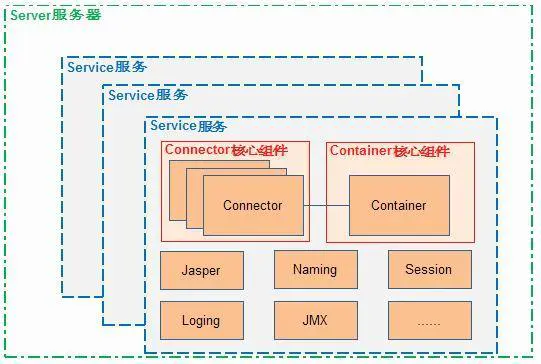 Server服务器
Service服务
Service服务
Service服务
Connector核心组件
Container核心组件
Connector
Container
Jasper
Naming
Session
Loging
JMX
......